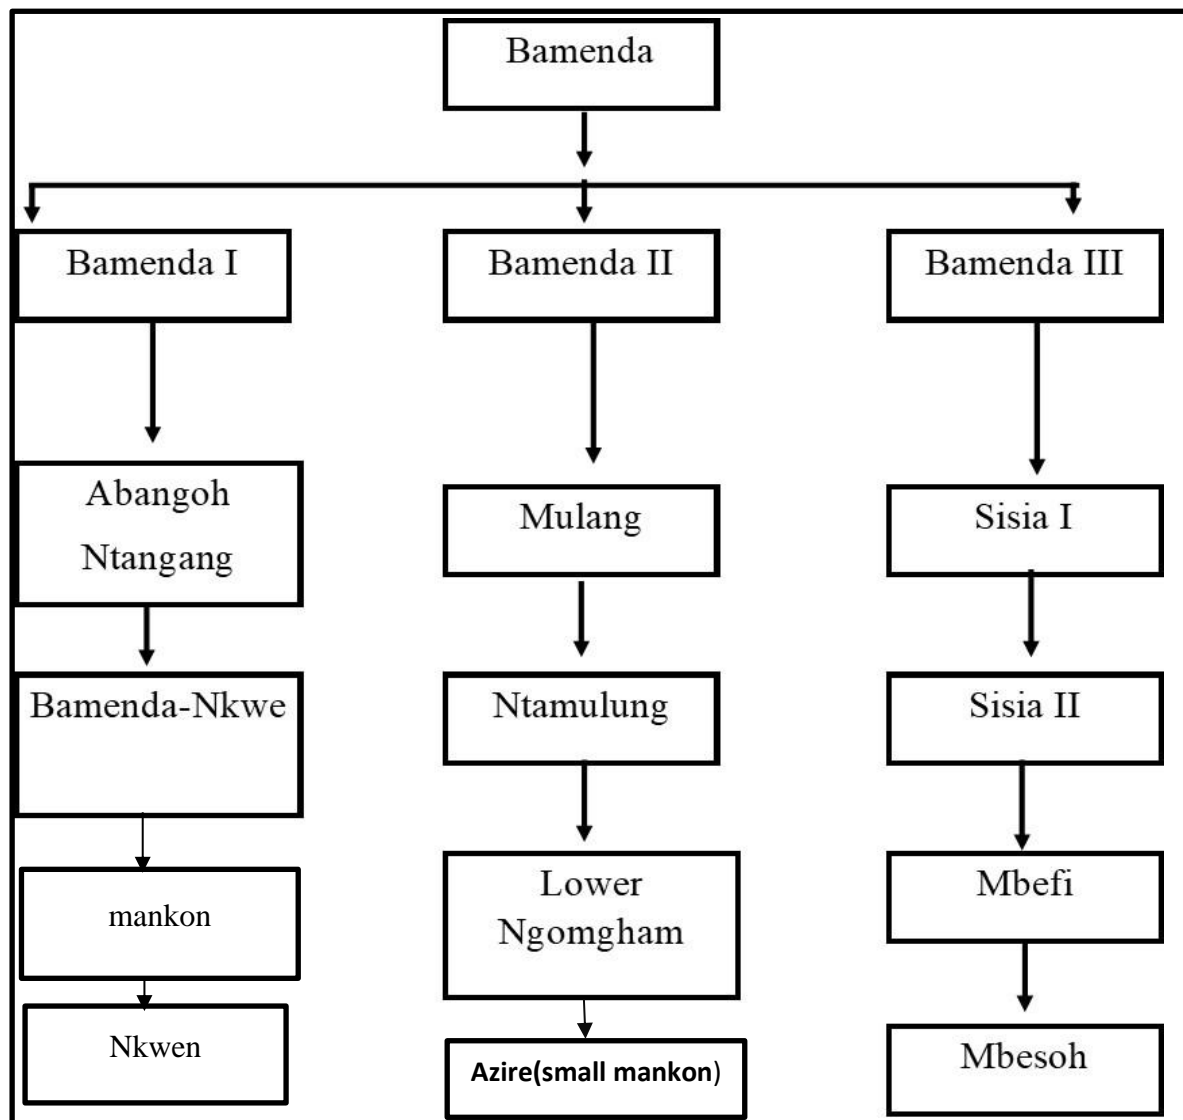 Bamenda
Bamenda I
Bamenda II
Bamenda III
Abangoh
Ntangang
Mulang
Sisia I
Bamenda-Nkwe
Ntamulung
Sisia II
mankon
Lower
Ngomgham
Mbefi
Nkwen
Azire(small mankon)
Mbesoh